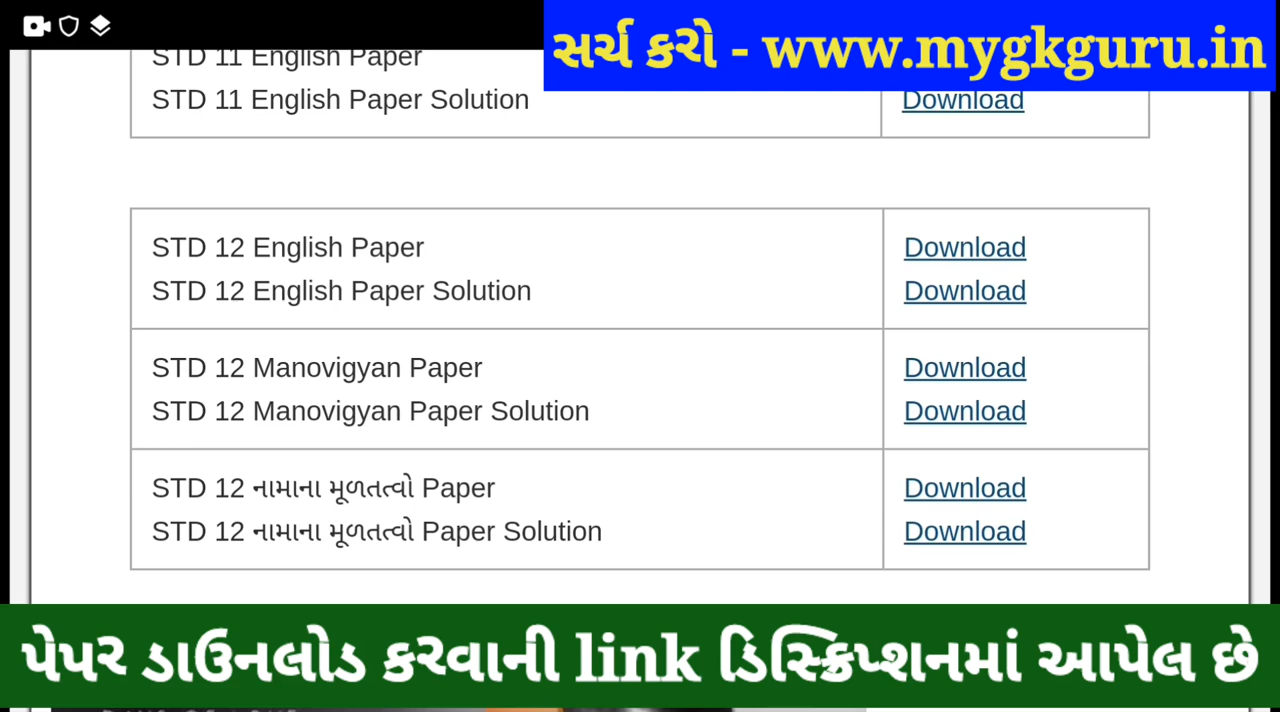 સર્ચ કરો - www.mygkguru.in
STD 11 English Paper
STD 11 English Paper Solution Download
STD 12 English Paper Download
STD 12 English Paper Solution Download
STD 12 Manovigyan Paper Download
STD 12 Manovigyan Paper Solution Download
STD 12 નામાના મૂળતત્વો Paper Download
STD 12 નામાના મૂળતત્વો Paper Solution Download
પેપર ડાઉનલોડ કરવાની link ડિસ્ક્રિપ્શનમાં આપેલ છે